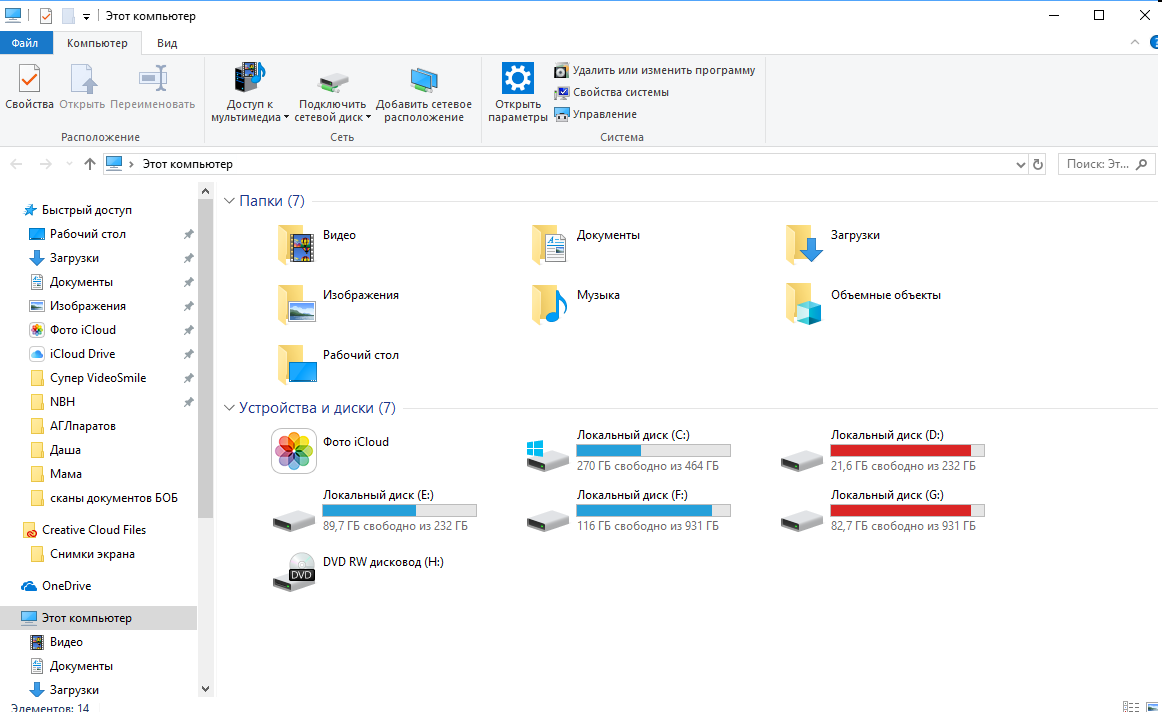 Этот компьютер
Файл
Компьютер
Вид
Свойства
Открыть
Переименовать
Доступ к
мультимедиа
Подключить
сетевой диск
Добавить сетевое
расположение
Открыть
параметры
Удалить или изменить программу
Свойства системы
Управление
Расположение
Сеть
Система
Этот компьютер
Поиск: Эт...
Быстрый доступ
Рабочий стол
Загрузки
Документы
Изображения
Фото iCloud
iCloud Drive
Супер VideoSmile
NBH
АГЛпаратов
Даша
Мама
сканы документов БОБ
Creative Cloud Files
Снимки экрана
OneDrive
Этот компьютер
Видео
Документы
Загрузки
Папки (7)
Видео
Документы
Загрузки
Изображения
Музыка
Объемные объекты
Рабочий стол
Устройства и диски (7)
Фото iCloud
Локальный диск (C:)
270 ГБ свободно из 464 ГБ
Локальный диск (D:)
21,6 ГБ свободно из 232 ГБ
Локальный диск (E:)
89,7 ГБ свободно из 232 ГБ
Локальный диск (F:)
116 ГБ свободно из 931 ГБ
Локальный диск (G:)
82,7 ГБ свободно из 931 ГБ
DVD
DVD RW дисковод (H:)
Элементов: 14